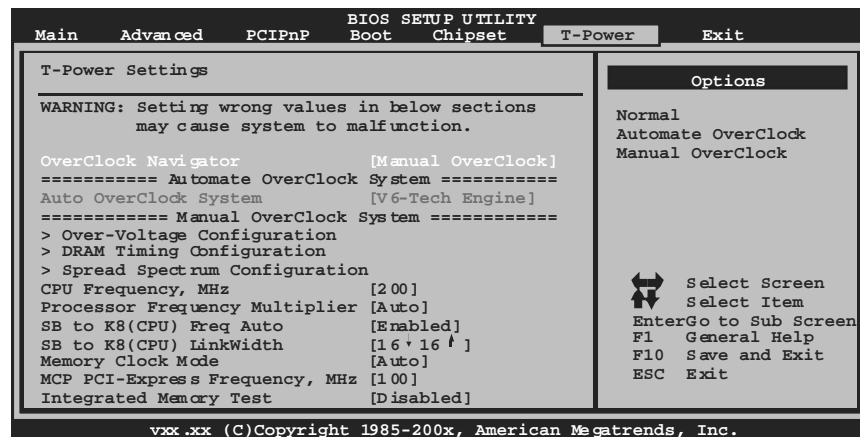 BIOS SETUP UTILITY
Main Advanced PCIPnP Boot Chipset T-Power Exit
T-Power Settings
WARNING: Setting wrong values in below sections
may cause system to malfunction.
OverClock Navigator [Manual OverClock]
=========== Automate OverClock System ===========
Auto OverClock System [V6-Tech Engine]
============ Manual OverClock System ============
> Over-Voltage Configuration
> DRAM Timing Configuration
> Spread Spectrum Configuration
CPU Frequency, MHz [200]
Processor Frequency Multiplier [Auto]
SB to K8(CPU) Freq Auto [Enabled]
SB to K8(CPU) LinkWidth [16↓16↑]
Memory Clock Mode [Auto]
MCP PCI-Express Frequency, MHz [100]
Integrated Memory Test [Disabled]
Options
Normal
Automate OverClock
Manual OverClock
Select Screen
Select Item
Enter Go to Sub Screen
F1 General Help
F10 Save and Exit
ESC Exit
vxx.xx (C)Copyright 1985-200x, American Megatrends, Inc.